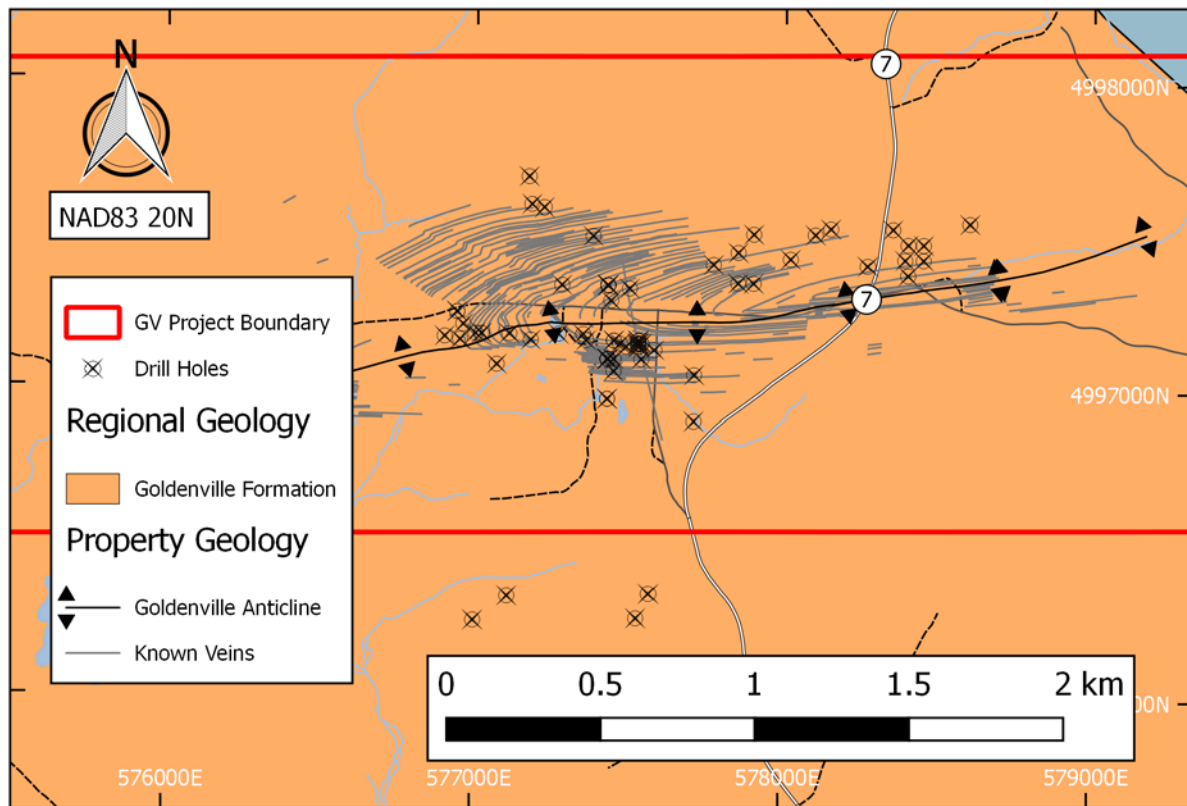 N
NAD83 20N
7
4998000N
GV Project Boundary
Drill Holes
Regional Geology
Goldenville Formation
Property Geology
Goldenville Anticline
Known Veins
7
4997000N
0 0.5 1 1.5 2 km
00N
576000E 577000E 578000E 579000E